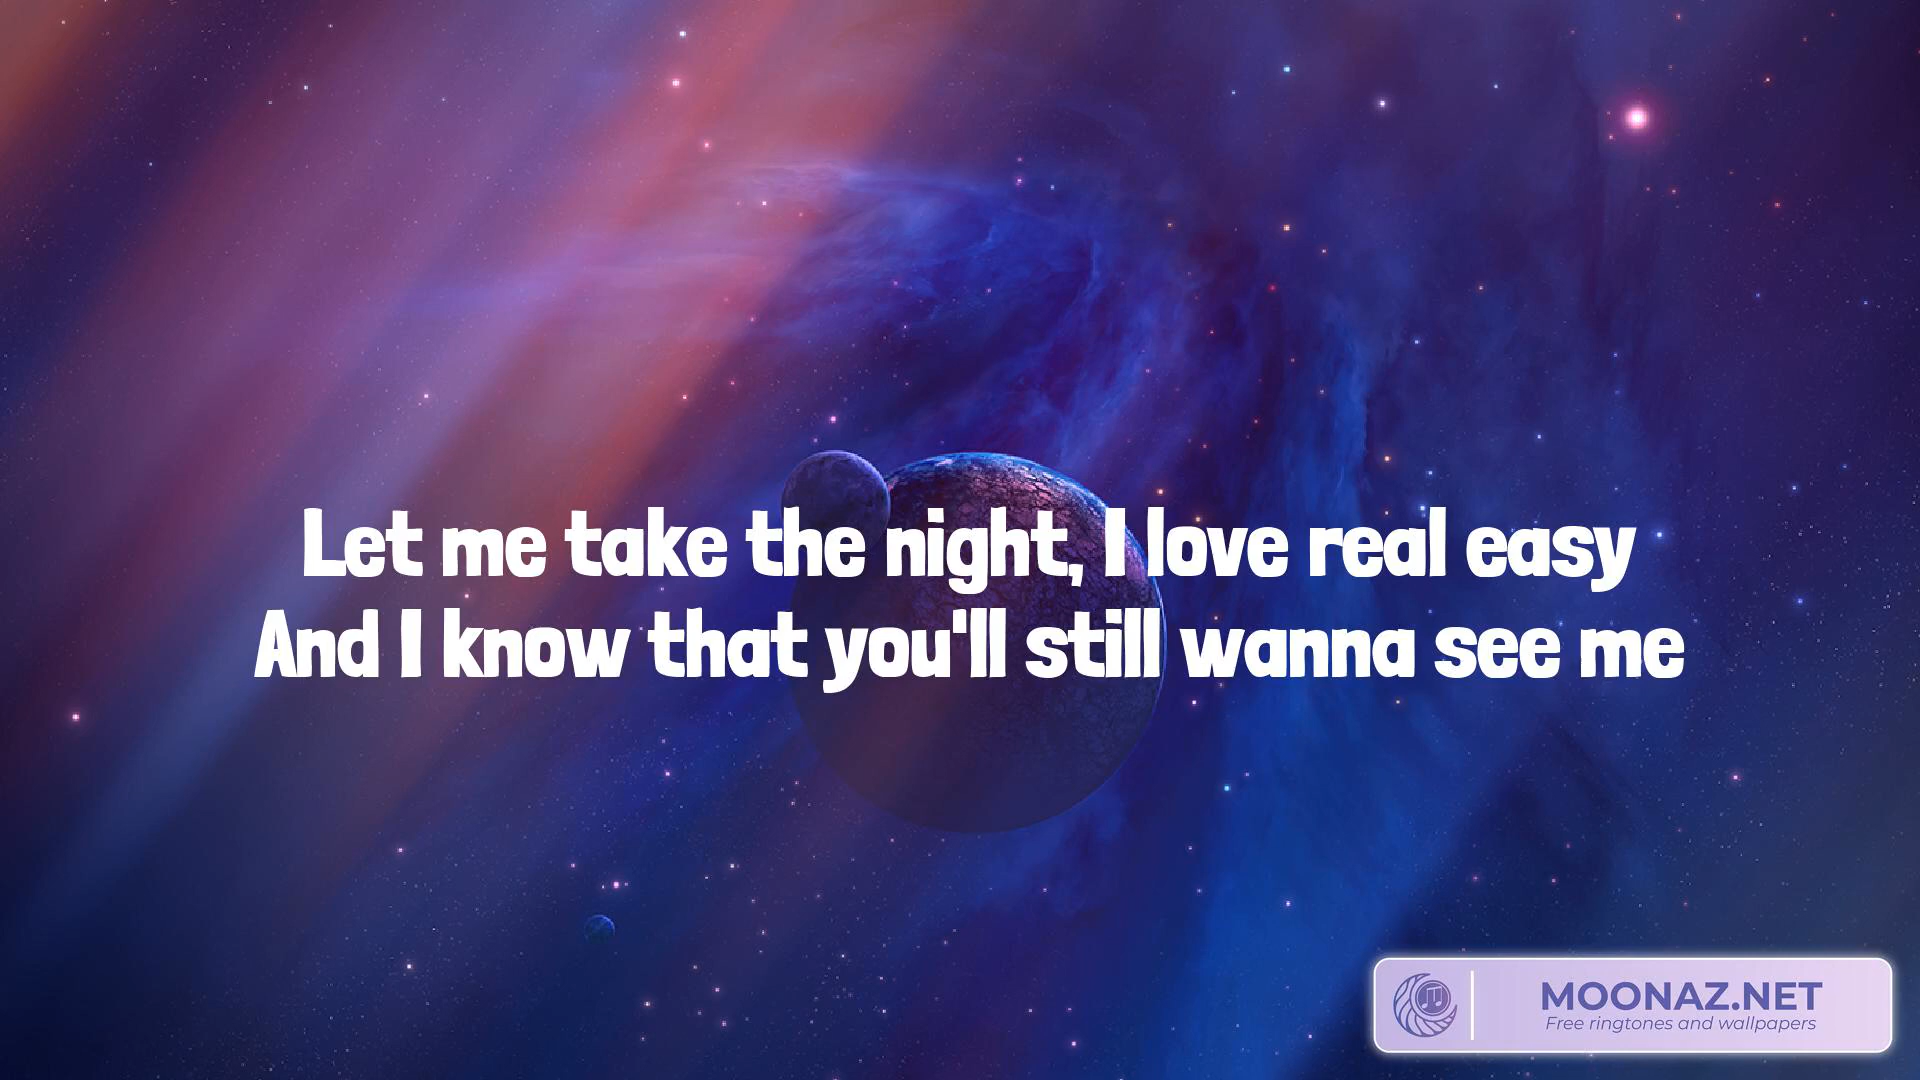 Let me take the night, I love real easy
And I know that you'll still wanna see me
MOONAZ.NET
Free ringtones and wallpapers